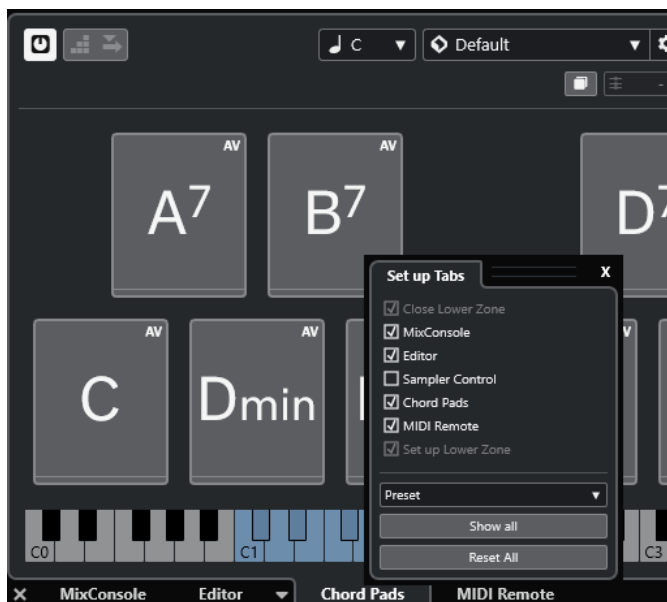 C Default
-
AV AV
A7 B7 D7
Set up Tabs X
Close Lower Zone
MixConsole
Editor
Sampler Control
Chord Pads
MIDI Remote
Set up Lower Zone
Preset
Show all
Reset All
AV AV
C Dmin
C0 C1 C3
MixConsole Editor Chord Pads MIDI Remote